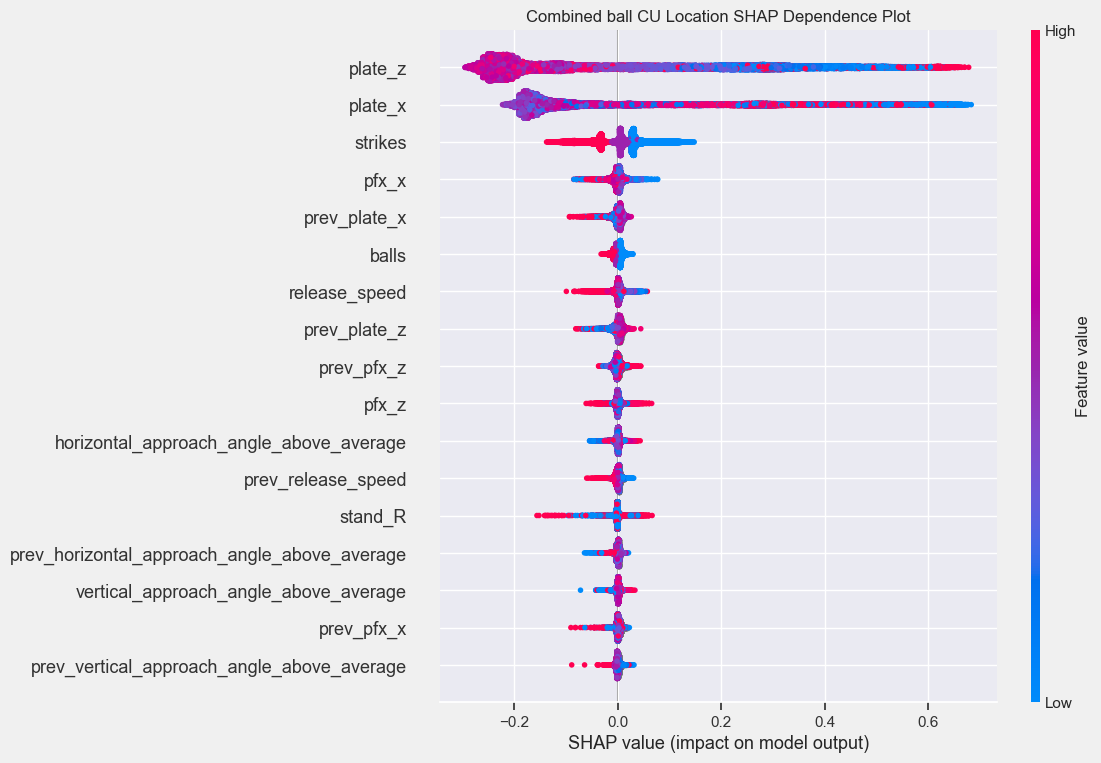 Combined ball CU Location SHAP Dependence Plot
High
plate_z
plate_x
strikes
pfx_x
prev_plate_x
balls
release_speed
prev_plate_z
prev_pfx_z
pfx_z
horizontal_approach_angle_above_average
prev_release_speed
stand_R
prev_horizontal_approach_angle_above_average
vertical_approach_angle_above_average
prev_pfx_x
prev_vertical_approach_angle_above_average
Feature value
Low
−0.2 0.0 0.2 0.4 0.6
SHAP value (impact on model output)